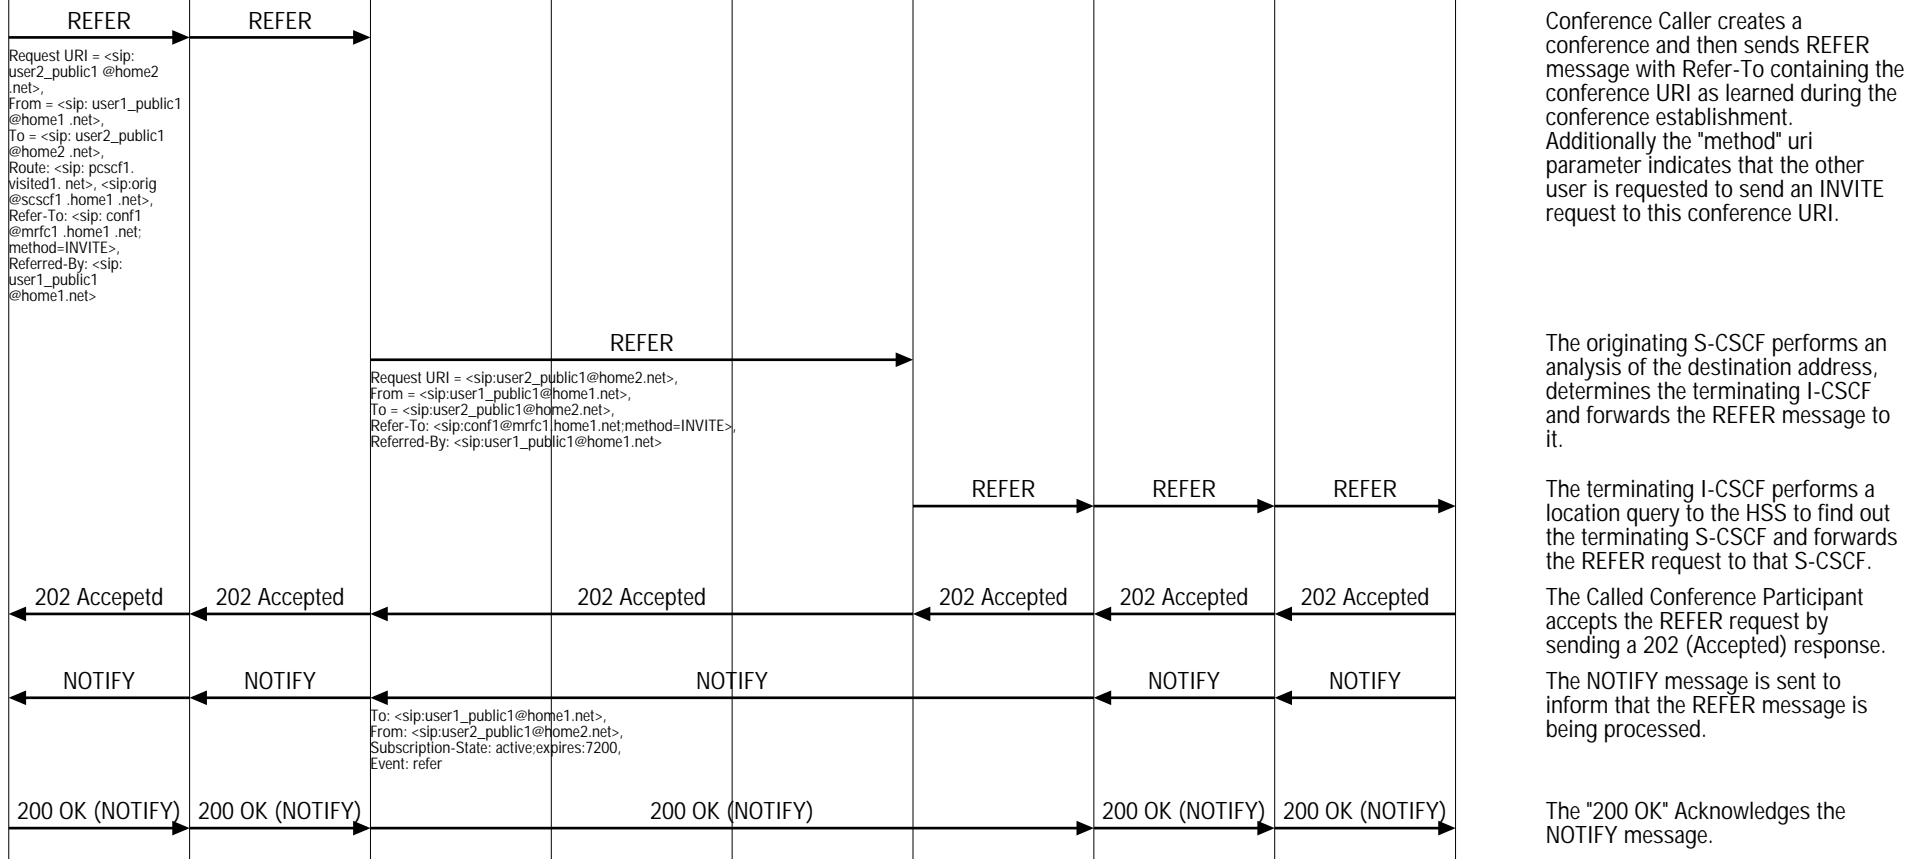 REFER
REFER
Request URI = <sip:
user2_public1 @home2
.net>,
From = <sip: user1_public1
@home1 .net>,
To = <sip: user2_public1
@home2 .net>,
Route: <sip: pcscf1.
visited1. net>, <sip:orig
@scscf1 .home1 .net>,
Refer-To: <sip: conf1
@mrfc1 .home1 .net;
method=INVITE>,
Referred-By: <sip:
user1_public1
@home1.net>
Conference Caller creates a
conference and then sends REFER
message with Refer-To containing the
conference URI as learned during the
conference establishment.
Additionally the "method" uri
parameter indicates that the other
user is requested to send an INVITE
request to this conference URI.
REFER
Request URI = <sip:user2_public1@home2.net>,
From = <sip:user1_public1@home1.net>,
To = <sip:user2_public1@home2.net>,
Refer-To: <sip:conf1@mrfc1.home1.net;method=INVITE>,
Referred-By: <sip:user1_public1@home1.net>
The originating S-CSCF performs an
analysis of the destination address,
determines the terminating I-CSCF
and forwards the REFER message to
it.
REFER
REFER
REFER
The terminating I-CSCF performs a
location query to the HSS to find out
the terminating S-CSCF and forwards
the REFER request to that S-CSCF.
202 Accepetd
202 Accepted
202 Accepted
202 Accepted
202 Accepted
202 Accepted
The Called Conference Participant
accepts the REFER request by
sending a 202 (Accepted) response.
NOTIFY
NOTIFY
NOTIFY
NOTIFY
NOTIFY
To: <sip:user1_public1@home1.net>,
From: <sip:user2_public1@home2.net>,
Subscription-State: active;expires:7200,
Event: refer
The NOTIFY message is sent to
inform that the REFER message is
being processed.
200 OK (NOTIFY)
200 OK (NOTIFY)
200 OK (NOTIFY)
200 OK (NOTIFY)
200 OK (NOTIFY)
The "200 OK" Acknowledges the
NOTIFY message.